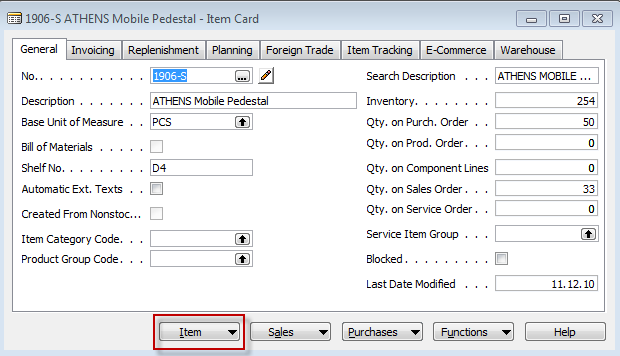 1906-S ATHENS Mobile Pedestal - Item Card
General Invoicing Replenishment Planning Foreign Trade Item Tracking E-Commerce Warehouse
No. . . . . . . . . . . . 1906-S ...
Description . . . . . . . ATHENS Mobile Pedestal
Base Unit of Measure . . PCS
Bill of Materials . . . . .
Shelf No. . . . . . . . . . D4
Automatic Ext. Texts . . .
Created From Nonstoc...
Item Category Code. . . .
Product Group Code . . . .
Search Description . . . ATHENS MOBILE ...
Inventory. . . . . . . . . 254
Qty. on Purch. Order . . 50
Qty. on Prod. Order . . . 0
Qty. on Component Lines 0
Qty. on Sales Order. . . . 33
Qty. on Service Order. . . 0
Service Item Group . . . .
Blocked. . . . . . . . . .
Last Date Modified . . . . 11.12.10
Item Sales Purchases Functions Help